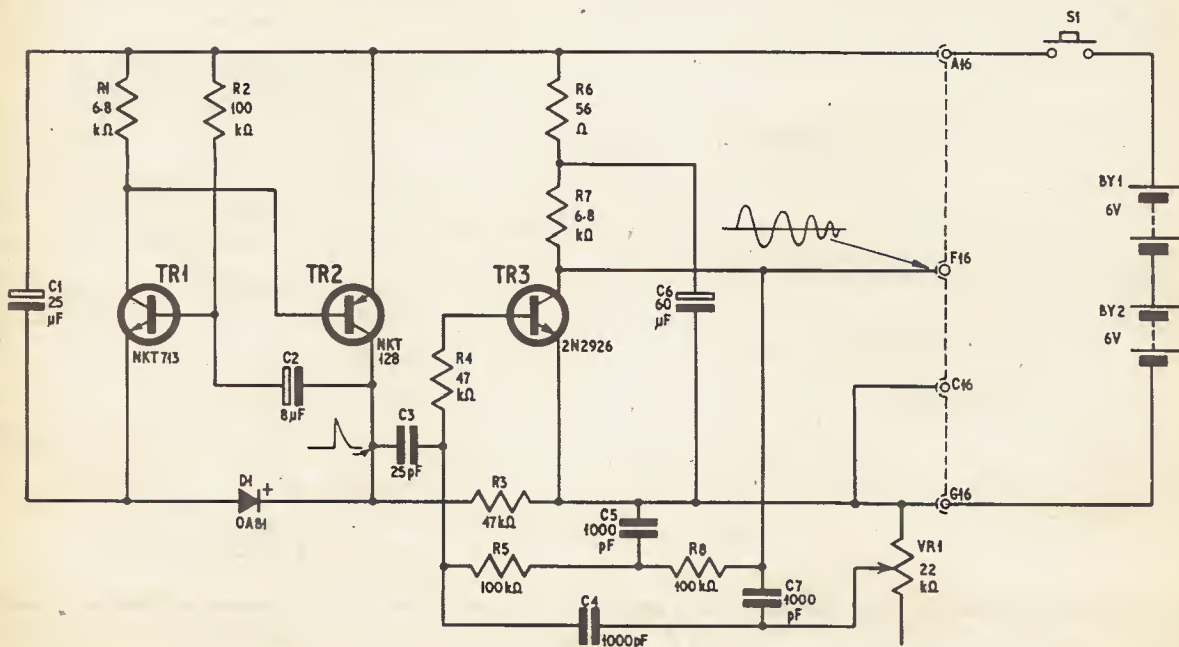 S1
A16
R1
6·8
kΩ
R2
100
kΩ
R6
56
Ω
BY1
6V
R7
6·8
kΩ
TR1
TR2
TR3
F16
C1
25
µF
C6
60
µF
BY2
6V
NKT713
NKT
128
2N2926
R4
47
kΩ
C2
8µF
C16
C3
25pF
D1
+
OA81
R3
47kΩ
G16
C5
1000
pF
R5
100kΩ
R8
100kΩ
VR1
22
kΩ
C7
1000
pF
C4
1000pF